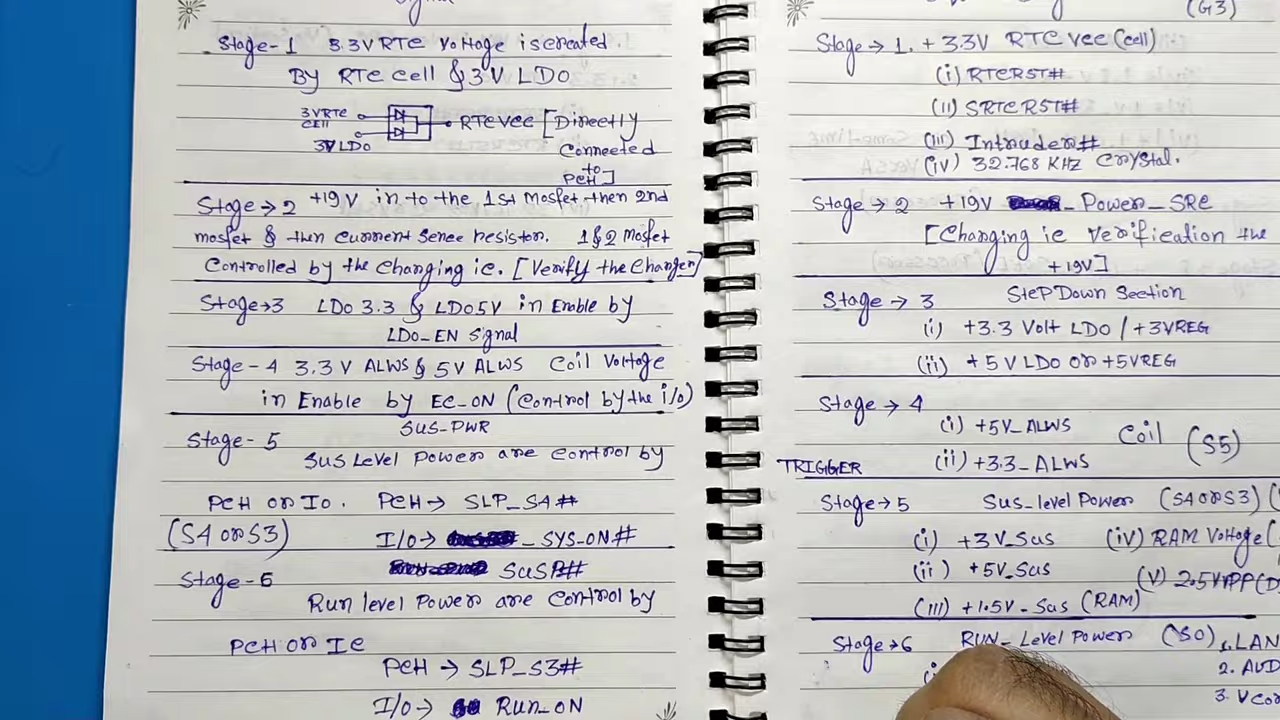 Stage-1 3.3V RTC Voltage is created.
By RTC cell & 3V LDO
3VRTC
CELL
3V LDO
RTCVCC [Directly
Connected
to
PCH]
Stage→2 +19V in to the 1st mosfet then 2nd
mosfet & then current sence resistor. 1&2 mosfet
Controlled by the charging ic. [Verify the Charger]
Stage→3 LDO 3.3 & LDO5V in Enable by
LDO_EN Signal
Stage-4 3.3V ALWS & 5V ALWS Coil Voltage
in Enable by EC_ON (Control by the i/o)
SUS-PWR
Stage-5
SUS Level Power are control by
PCH or Io. PCH→ SLP_S4#
(S4 or S3) I/O→ _SYS-ON#
SUSP#
Stage-6
Run level Power are control by
PCH or IC
PCH → SLP_S3#
I/O→ Run_ON
(G3)
Stage→ 1. + 3.3V RTC VCC (cell)
(i) RTCRST#
(ii) SRTCRST#
(iii) Intruder#
(iv) 32.768 KHz Crystal.
Stage→2 +19V _Power_SRC
[Charging ic Verification the
+19V]
Stage → 3 Step Down Section
(i) +3.3 Volt LDO / +3VREG
(ii) +5V LDO or +5VREG
Stage → 4
(i) +5V_ALWS
Coil (S5)
(ii) +3.3_ALWS
TRIGGER
Stage→5 SUS_level Power (S4 or S3)
(i) +3V_SUS (iv) RAM Voltage
(ii) +5V_SUS (V) 2.5VPP
(iii) +1.5V_SUS (RAM)
Stage→6 RUN_Level Power (S0) 1. LAN
2. AUD
3. Vco